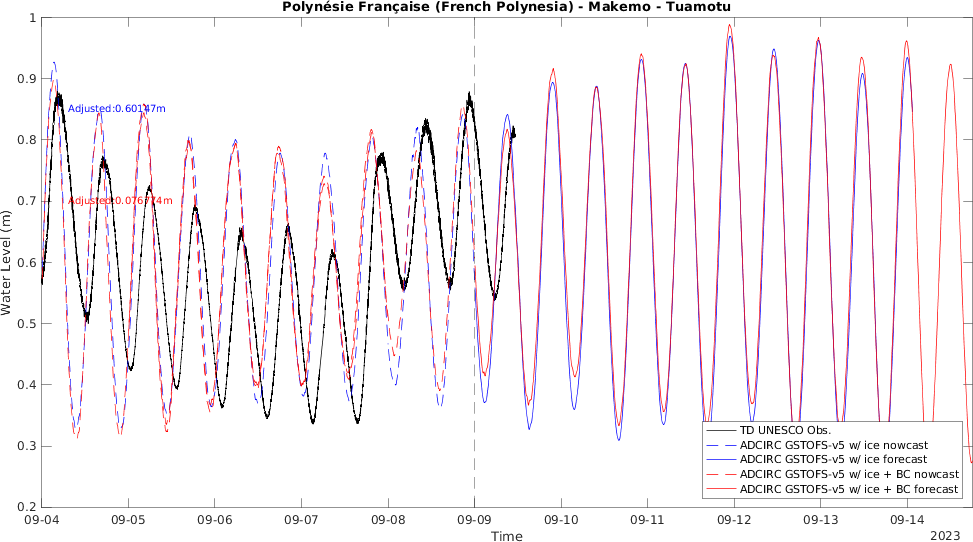 Polynésie Française (French Polynesia) - Makemo - Tuamotu
1
0.9
0.8
0.7
0.6
0.5
0.4
0.3
0.2
Water Level (m)
Adjusted:0.60147m
Adjusted:0.076774m
TD UNESCO Obs.
ADCIRC GSTOFS-v5 w/ ice nowcast
ADCIRC GSTOFS-v5 w/ ice forecast
ADCIRC GSTOFS-v5 w/ ice + BC nowcast
ADCIRC GSTOFS-v5 w/ ice + BC forecast
09-04 09-05 09-06 09-07 09-08 09-09 09-10 09-11 09-12 09-13 09-14
Time
2023